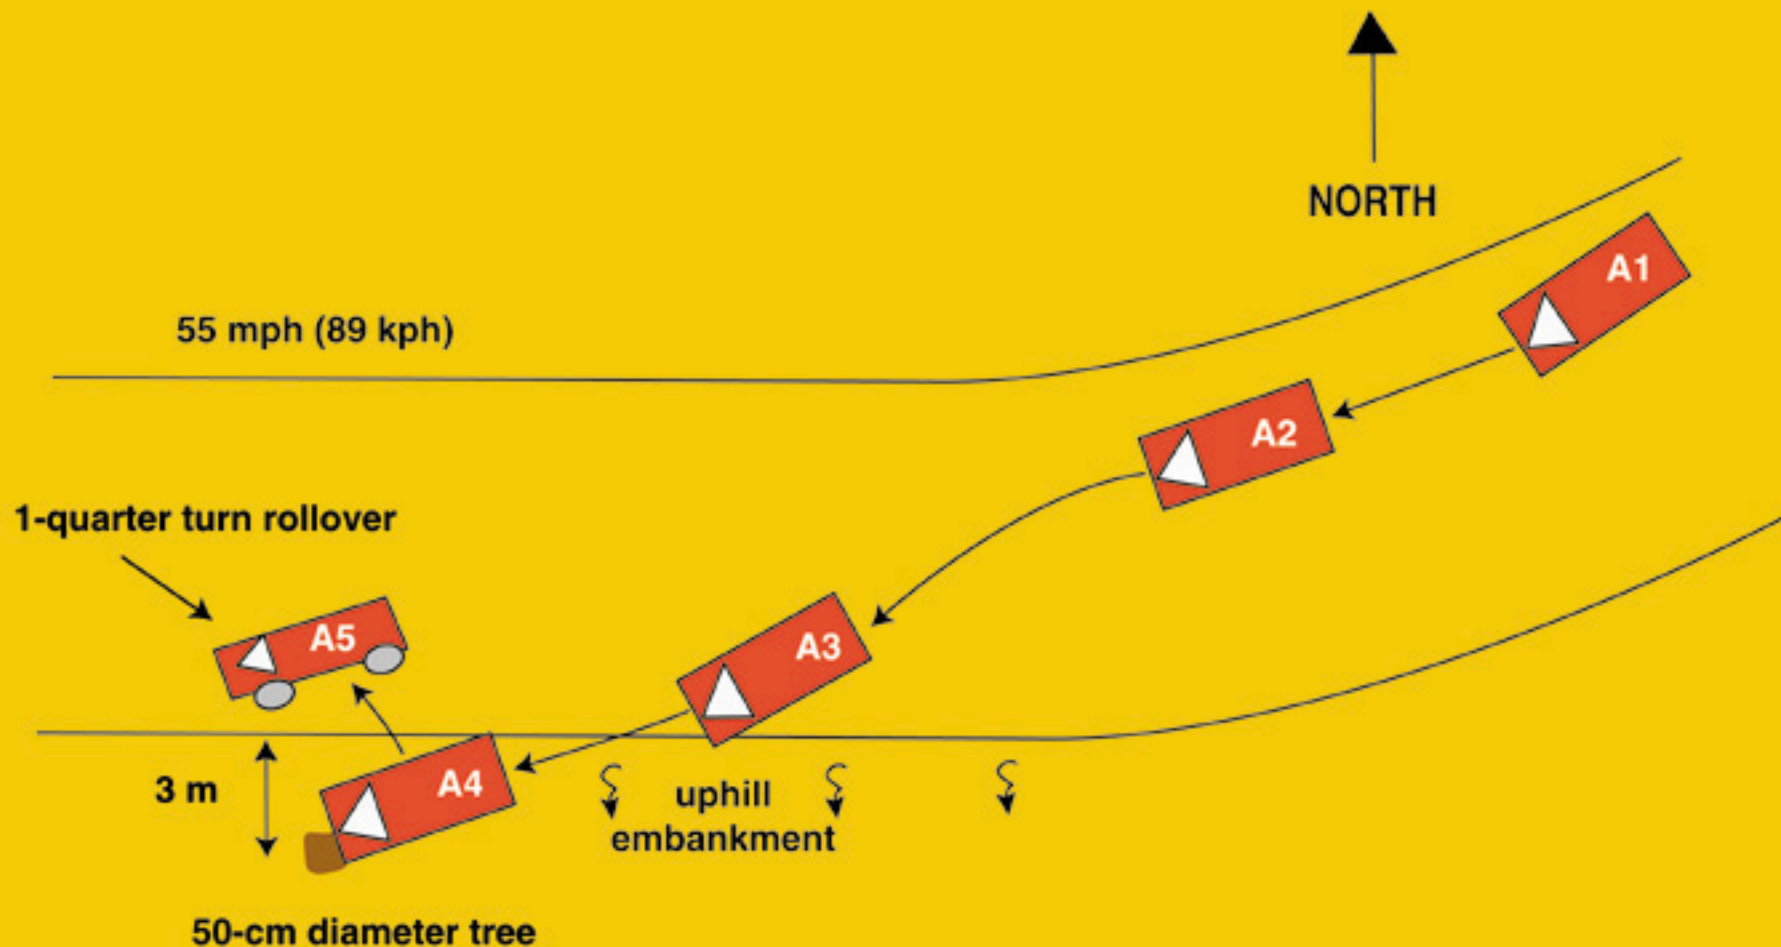 NORTH
A1
55 mph (89 kph)
A2
1-quarter turn rollover
A5
A3
3 m
A4
uphill
embankment
50-cm diameter tree